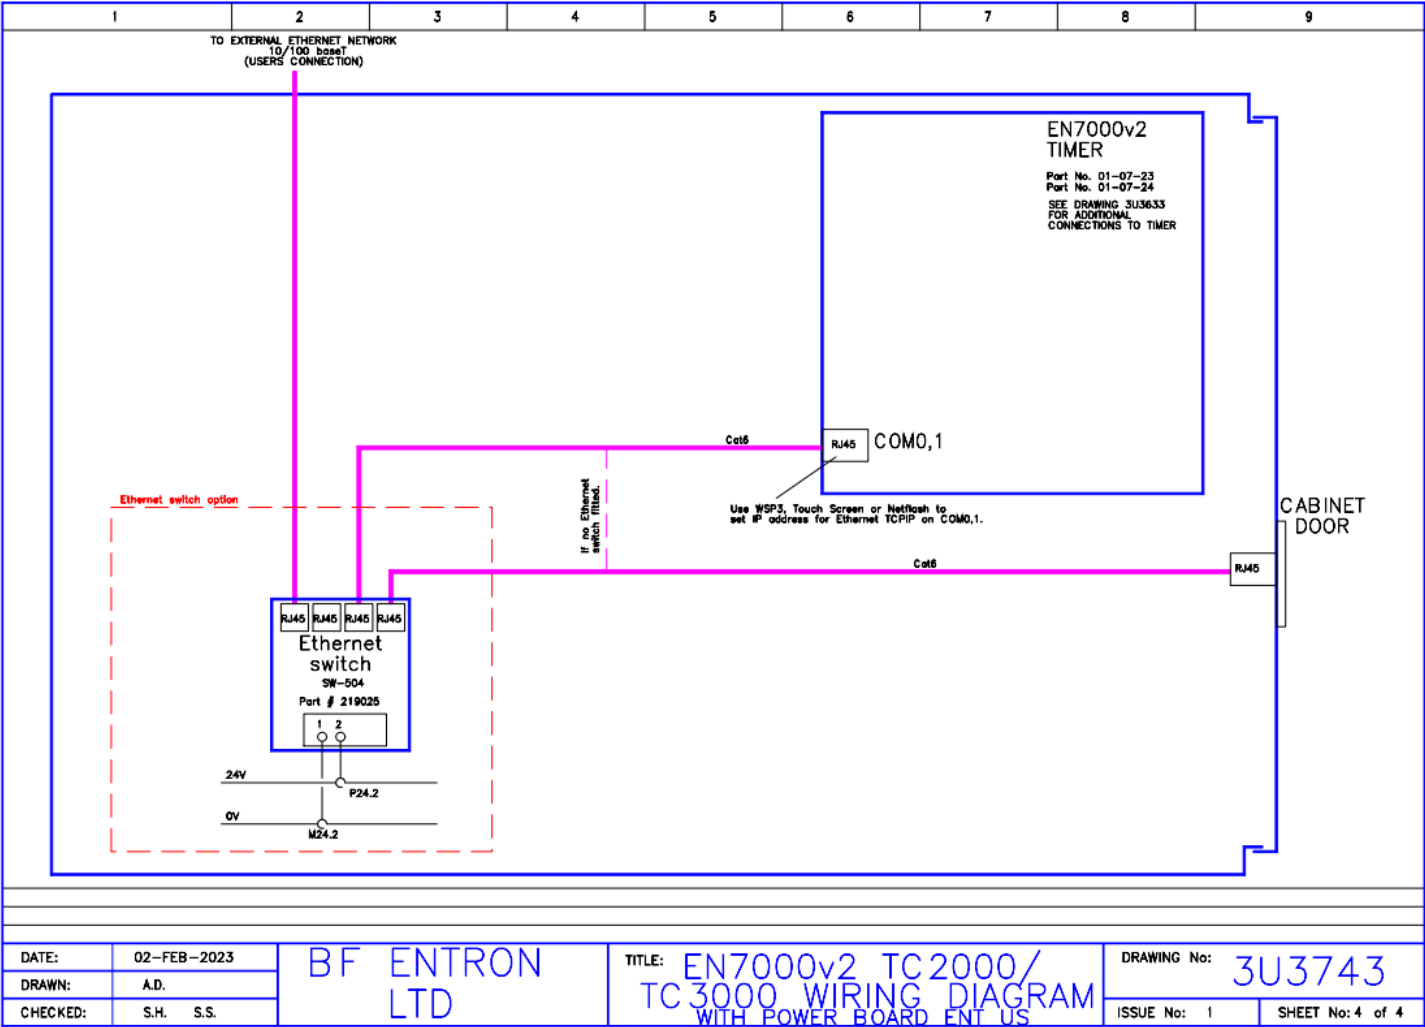 1 2 3 4 5 6 7 8 9
TO EXTERNAL ETHERNET NETWORK
10/100 baseT
(USERS CONNECTION)
EN7000v2
TIMER
Part No. 01-07-23
Part No. 01-07-24
SEE DRAWING 3U3633
FOR ADDITIONAL
CONNECTIONS TO TIMER
Cat6
RJ45 COM0,1
Ethernet switch option
If no Ethernet
switch fitted.
Use WSP3, Touch Screen or Netflash to
set IP address for Ethernet TCPIP on COM0,1.
CABINET
DOOR
Cat6
RJ45
RJ45 RJ45 RJ45 RJ45
Ethernet
switch
SW-504
Part # 219025
1 2
24V
P24.2
0V
M24.2
DATE: 02-FEB-2023
DRAWN: A.D.
CHECKED: S.H. S.S.
BF ENTRON
LTD
TITLE: EN7000v2 TC2000/
TC3000 WIRING DIAGRAM
WITH POWER BOARD ENT US
DRAWING No: 3U3743
ISSUE No: 1
SHEET No: 4 of 4